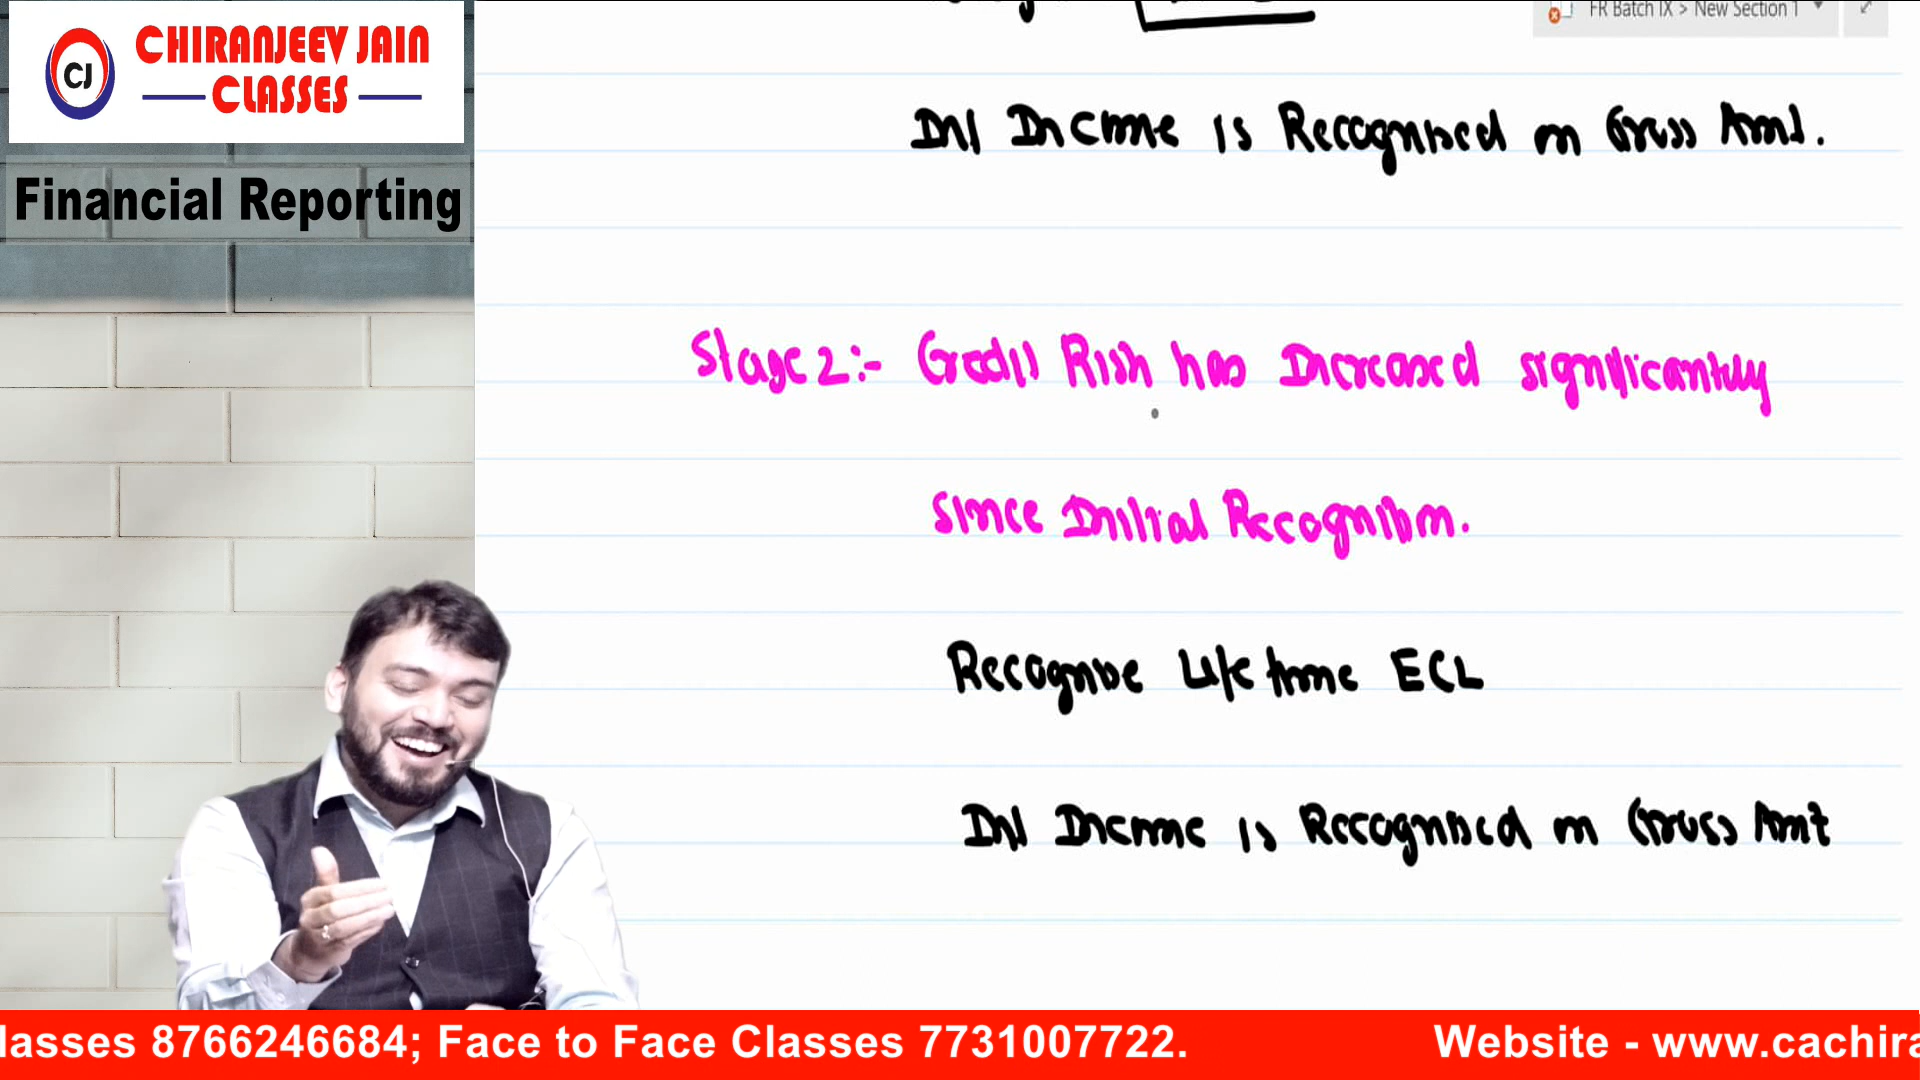 CHIRANJEEV JAIN
CLASSES
CJ
Financial Reporting
FR Batch IX > New Section 1
Int Income is Recognised on Gross Amt.
Stage 2:- Credit Risk has Increased significantly
since Initial Recognition.
Recognise Life time ECL
Int Income is Recognised on Gross Amt
lasses 8766246684; Face to Face Classes 7731007722.
Website - www.cachira